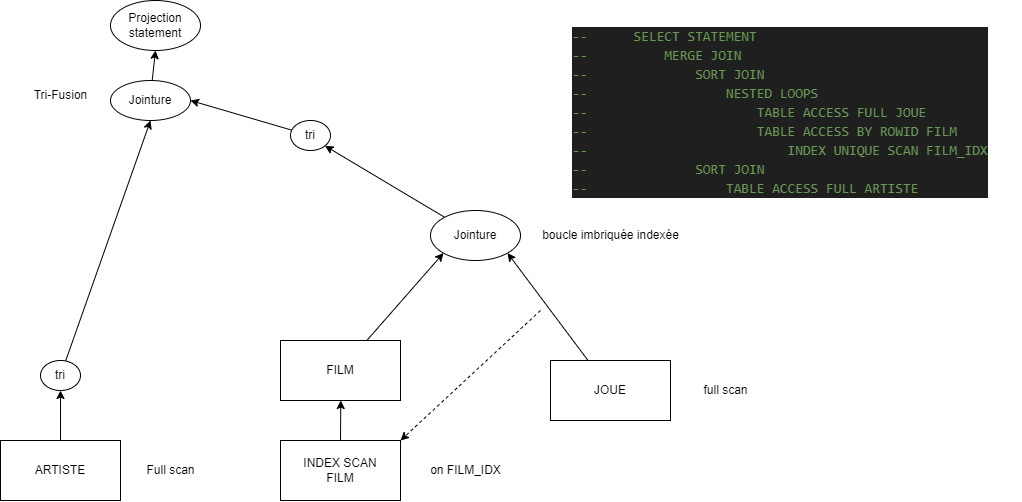 Projection
statement
Tri-Fusion
Jointure
tri
-- SELECT STATEMENT
-- MERGE JOIN
-- SORT JOIN
-- NESTED LOOPS
-- TABLE ACCESS FULL JOUE
-- TABLE ACCESS BY ROWID FILM
-- INDEX UNIQUE SCAN FILM_IDX
-- SORT JOIN
-- TABLE ACCESS FULL ARTISTE
Jointure
boucle imbriquée indexée
FILM
tri
JOUE
full scan
ARTISTE
Full scan
INDEX SCAN
FILM
on FILM_IDX